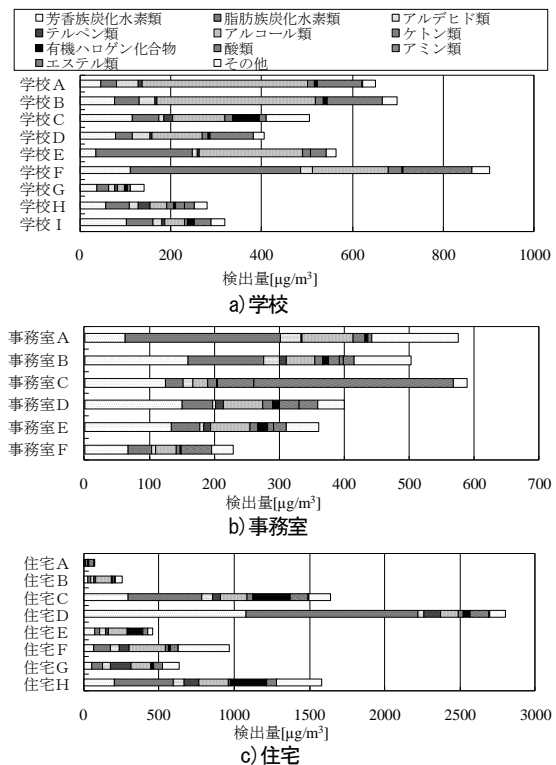 □芳香族炭化水素類 ■脂肪族炭化水素類 □アルデヒド類
■テルペン類 □アルコール類 ■ケトン類
■有機ハロゲン化合物 ■酸類 ■アミン類
■エステル類 □その他
学校A
学校B
学校C
学校D
学校E
学校F
学校G
学校H
学校I
0 200 400 600 800 1000
検出量[μg/m³]
a)学校
事務室A
事務室B
事務室C
事務室D
事務室E
事務室F
0 100 200 300 400 500 600 700
検出量[μg/m³]
b)事務室
住宅A
住宅B
住宅C
住宅D
住宅E
住宅F
住宅G
住宅H
0 500 1000 1500 2000 2500 3000
検出量[μg/m³]
c)住宅